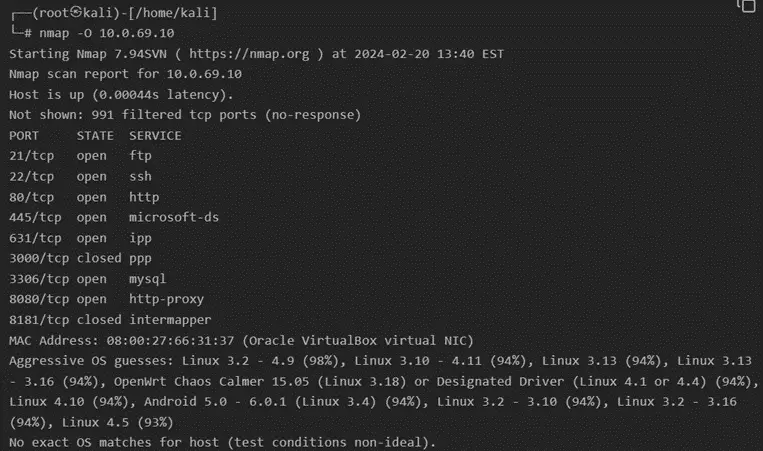 ┌──(root㉿kali)-[/home/kali]
└─# nmap -O 10.0.69.10
Starting Nmap 7.94SVN ( https://nmap.org ) at 2024-02-20 13:40 EST
Nmap scan report for 10.0.69.10
Host is up (0.00044s latency).
Not shown: 991 filtered tcp ports (no-response)
PORT     STATE  SERVICE
21/tcp   open   ftp
22/tcp   open   ssh
80/tcp   open   http
445/tcp  open   microsoft-ds
631/tcp  open   ipp
3000/tcp closed ppp
3306/tcp open   mysql
8080/tcp open   http-proxy
8181/tcp closed intermapper
MAC Address: 08:00:27:66:31:37 (Oracle VirtualBox virtual NIC)
Aggressive OS guesses: Linux 3.2 - 4.9 (98%), Linux 3.10 - 4.11 (94%), Linux 3.13 (94%), Linux 3.13
- 3.16 (94%), OpenWrt Chaos Calmer 15.05 (Linux 3.18) or Designated Driver (Linux 4.1 or 4.4) (94%),
Linux 4.10 (94%), Android 5.0 - 6.0.1 (Linux 3.4) (94%), Linux 3.2 - 3.10 (94%), Linux 3.2 - 3.16
(94%), Linux 4.5 (93%)
No exact OS matches for host (test conditions non-ideal).